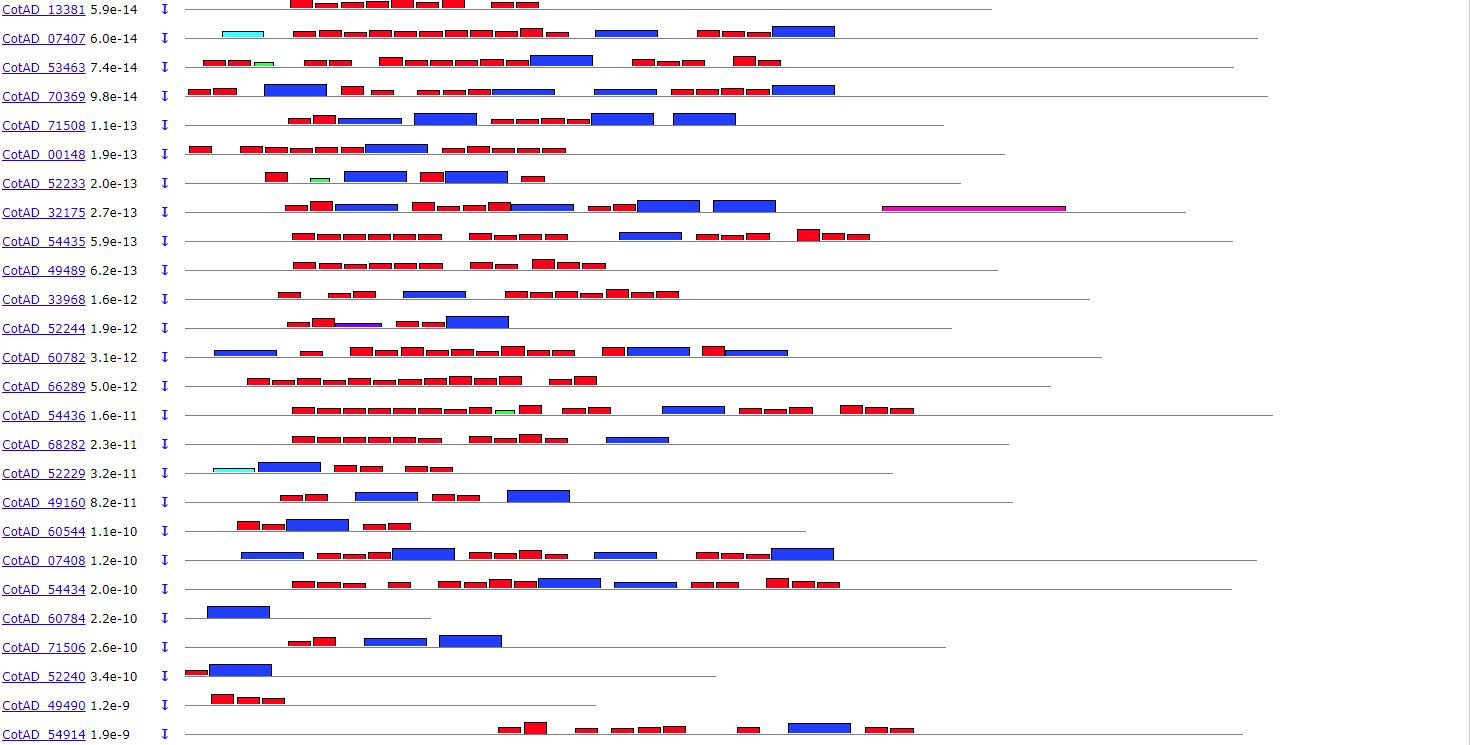 CotAD_13381 5.9e-14 ↧
CotAD_07407 6.0e-14 ↧
CotAD_53463 7.4e-14 ↧
CotAD_70369 9.8e-14 ↧
CotAD_71508 1.1e-13 ↧
CotAD_00148 1.9e-13 ↧
CotAD_52233 2.0e-13 ↧
CotAD_32175 2.7e-13 ↧
CotAD_54435 5.9e-13 ↧
CotAD_49489 6.2e-13 ↧
CotAD_33968 1.6e-12 ↧
CotAD_52244 1.9e-12 ↧
CotAD_60782 3.1e-12 ↧
CotAD_66289 5.0e-12 ↧
CotAD_54436 1.6e-11 ↧
CotAD_68282 2.3e-11 ↧
CotAD_52229 3.2e-11 ↧
CotAD_49160 8.2e-11 ↧
CotAD_60544 1.1e-10 ↧
CotAD_07408 1.2e-10 ↧
CotAD_54434 2.0e-10 ↧
CotAD_60784 2.2e-10 ↧
CotAD_71506 2.6e-10 ↧
CotAD_52240 3.4e-10 ↧
CotAD_49490 1.2e-9 ↧
CotAD_54914 1.9e-9 ↧